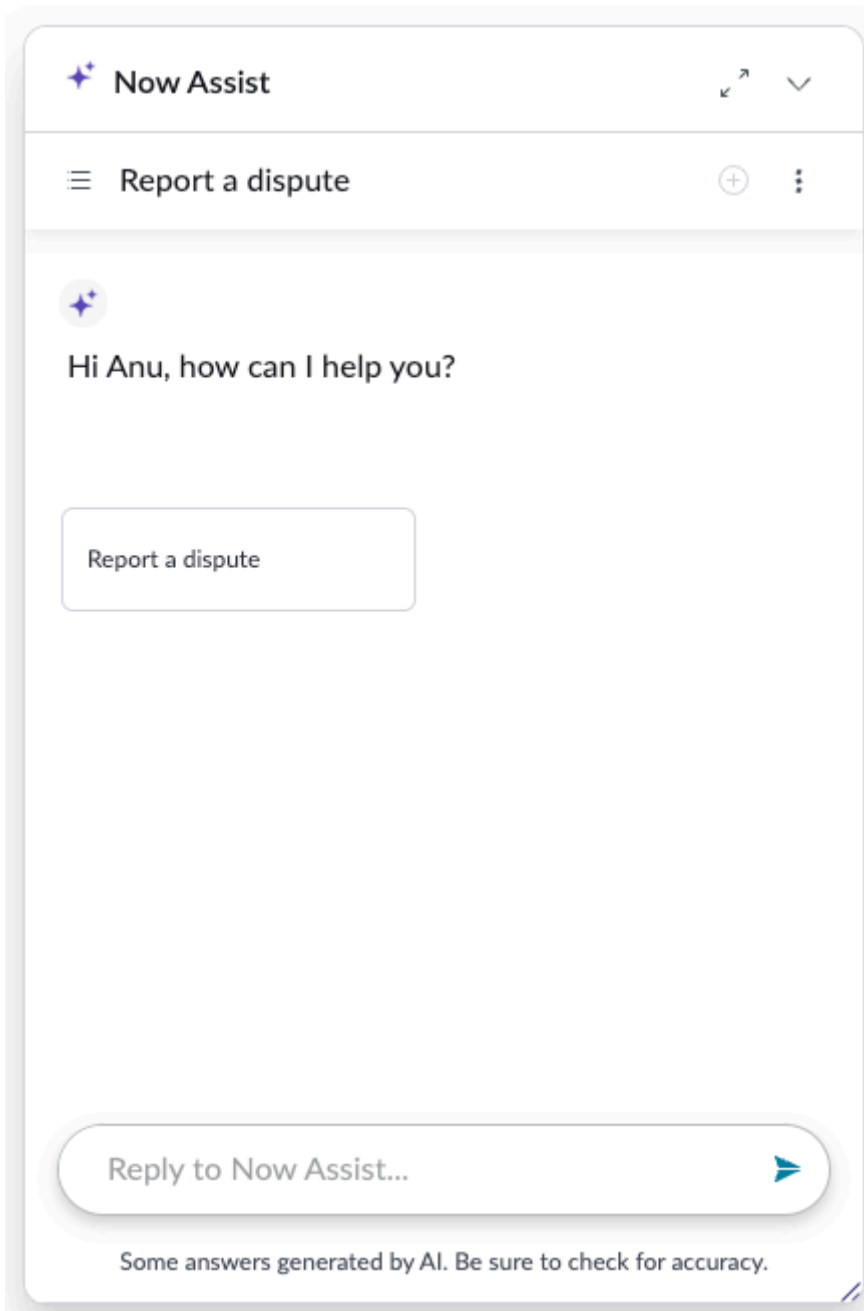 Now Assist
Report a dispute
Hi Anu, how can I help you?
Report a dispute
Reply to Now Assist...
Some answers generated by AI. Be sure to check for accuracy.